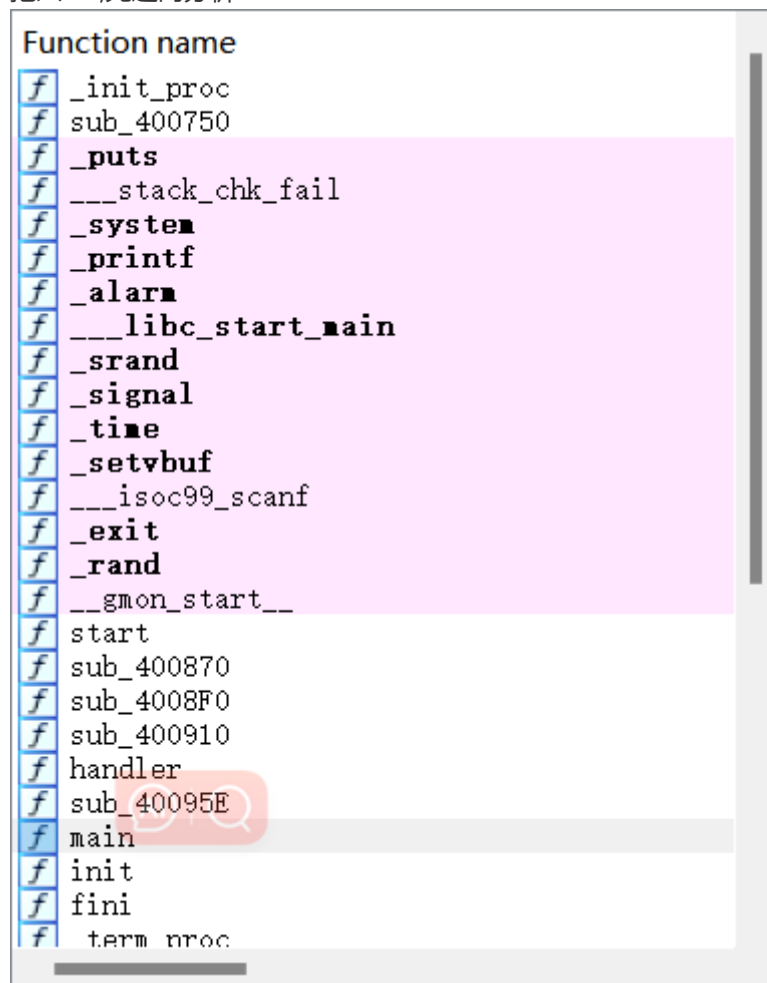 Function name
f _init_proc
f sub_400750
f _puts
f ___stack_chk_fail
f _system
f _printf
f _alarm
f ___libc_start_main
f _srand
f _signal
f _time
f _setvbuf
f ___isoc99_scanf
f _exit
f _rand
f __gmon_start__
f start
f sub_400870
f sub_4008F0
f sub_400910
f handler
f sub_40095E
f main
f init
f fini
f _term_proc